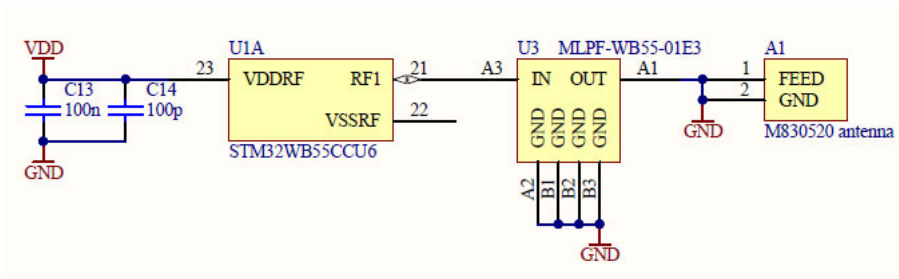 VDD
C13
100n
C14
100p
GND
23
U1A
VDDRF
RF1
VSSRF
STM32WB55CCU6
21
22
A3
U3
MLPF-WB55-01E3
IN
OUT
GND
GND
GND
GND
A2
B1
B2
B3
GND
A1
GND
1
2
A1
FEED
GND
M830520 antenna